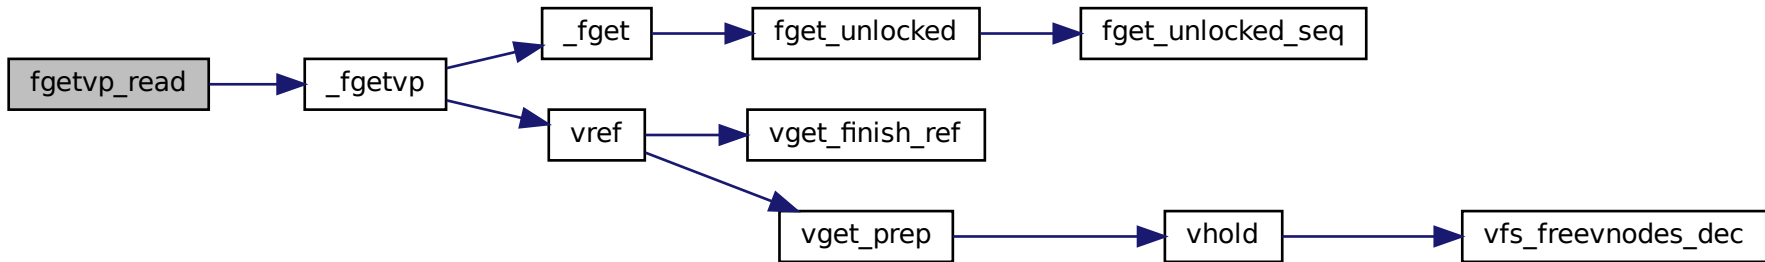 _fget
fget_unlocked
fget_unlocked_seq
fgetvp_read
_fgetvp
vref
vget_finish_ref
vget_prep
vhold
vfs_freevnodes_dec